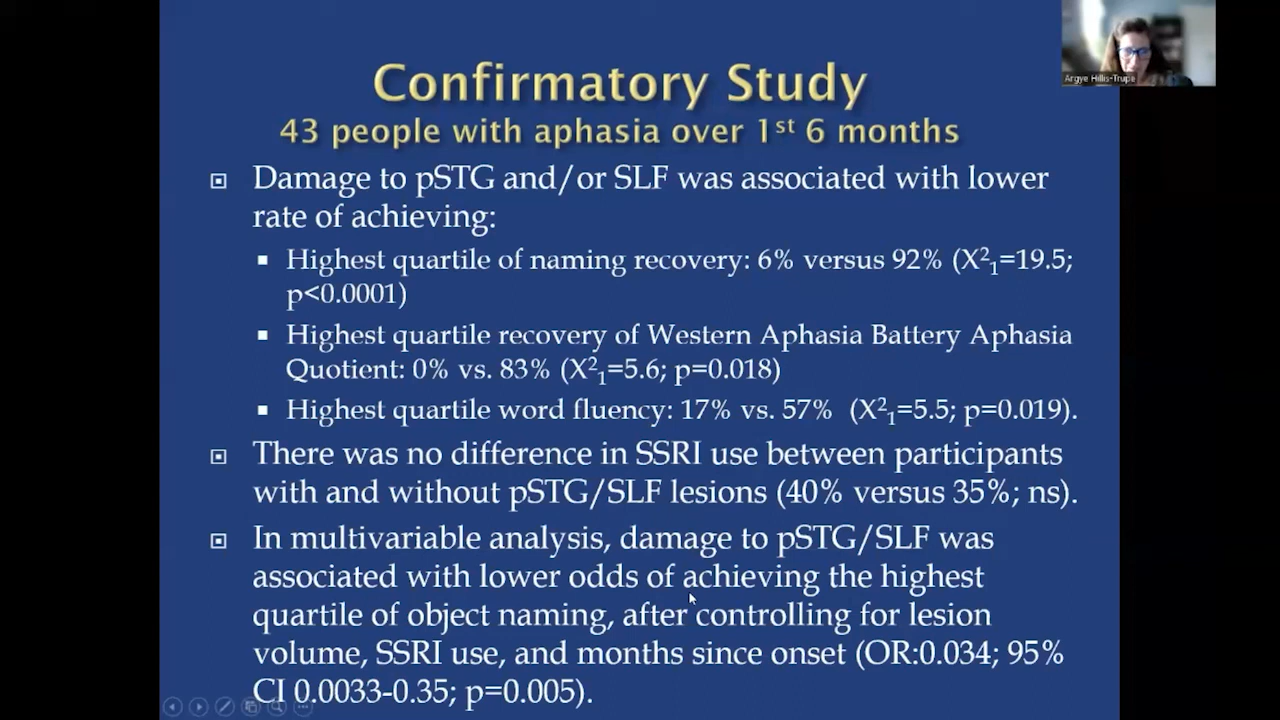 Confirmatory Study
43 people with aphasia over 1st 6 months
Damage to pSTG and/or SLF was associated with lower
rate of achieving:
Highest quartile of naming recovery: 6% versus 92% (X²₁=19.5;
p<0.0001)
Highest quartile recovery of Western Aphasia Battery Aphasia
Quotient: 0% vs. 83% (X²₁=5.6; p=0.018)
Highest quartile word fluency: 17% vs. 57% (X²₁=5.5; p=0.019).
There was no difference in SSRI use between participants
with and without pSTG/SLF lesions (40% versus 35%; ns).
In multivariable analysis, damage to pSTG/SLF was
associated with lower odds of achieving the highest
quartile of object naming, after controlling for lesion
volume, SSRI use, and months since onset (OR:0.034; 95%
CI 0.0033-0.35; p=0.005).
Argye Hillis-Trupe